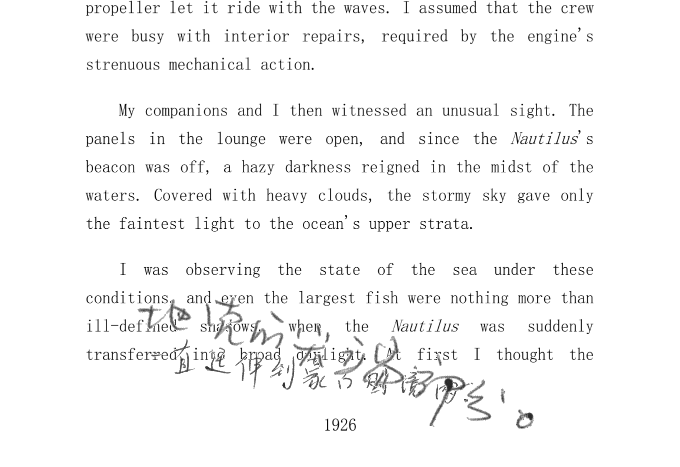 propeller let it ride with the waves. I assumed that the crew
were busy with interior repairs, required by the engine's
strenuous mechanical action.
My companions and I then witnessed an unusual sight. The
panels in the lounge were open, and since the Nautilus's
beacon was off, a hazy darkness reigned in the midst of the
waters. Covered with heavy clouds, the stormy sky gave only
the faintest light to the ocean's upper strata.
I was observing the state of the sea under these
conditions, and even the largest fish were nothing more than
ill-defined shadows, when, the Nautilus was suddenly
transferred into broad daylight. At first I thought the
1926